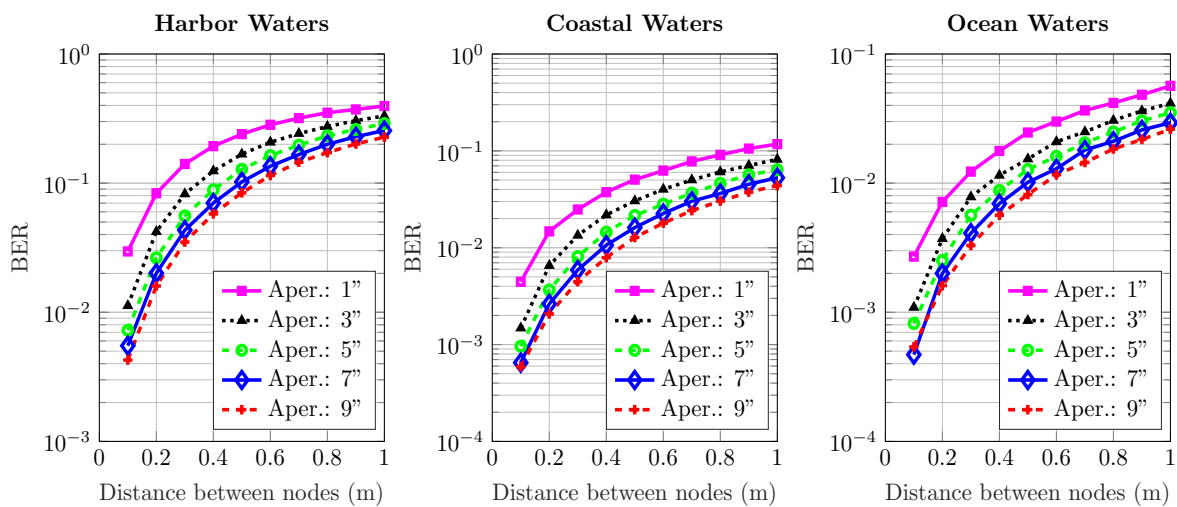 Harbor Waters
10^0
10^-1
10^-2
10^-3
BER
0 0.2 0.4 0.6 0.8 1
Distance between nodes (m)
Aper.: 1”
Aper.: 3”
Aper.: 5”
Aper.: 7”
Aper.: 9”
Coastal Waters
10^0
10^-1
10^-2
10^-3
10^-4
BER
0 0.2 0.4 0.6 0.8 1
Distance between nodes (m)
Aper.: 1”
Aper.: 3”
Aper.: 5”
Aper.: 7”
Aper.: 9”
Ocean Waters
10^-1
10^-2
10^-3
10^-4
BER
0 0.2 0.4 0.6 0.8 1
Distance between nodes (m)
Aper.: 1”
Aper.: 3”
Aper.: 5”
Aper.: 7”
Aper.: 9”